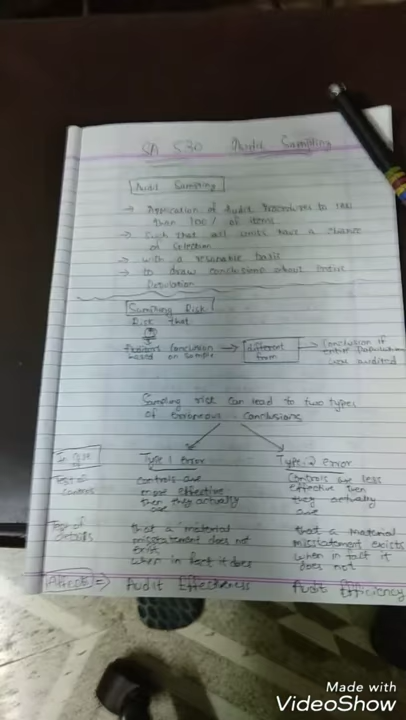 SA 530 Audit Sampling
Audit Sampling
→ Application of Audit Procedures to less
than 100% of items
→ Such that all units have a chance
of Selection
→ with a resonable basis
→ to draw conclusions about entire
Population
Sampling Risk
Risk that
conclusion → different → Conclusion if
based on sample from entire Population
was audited
Sampling risk can lead to two types
of Erroneous Conclusions
Type 1 Error Type-2 Error
Test of controls are Controls are less
controls more effective effective then
then they actually they actually
are are
Test of that a material that a material
details misstatement does not misstatement exists
exist when in fact it
when in fact it does does not
Affects ⇒ Audit Effectiveness Audit Efficiency
Made with
VideoShow